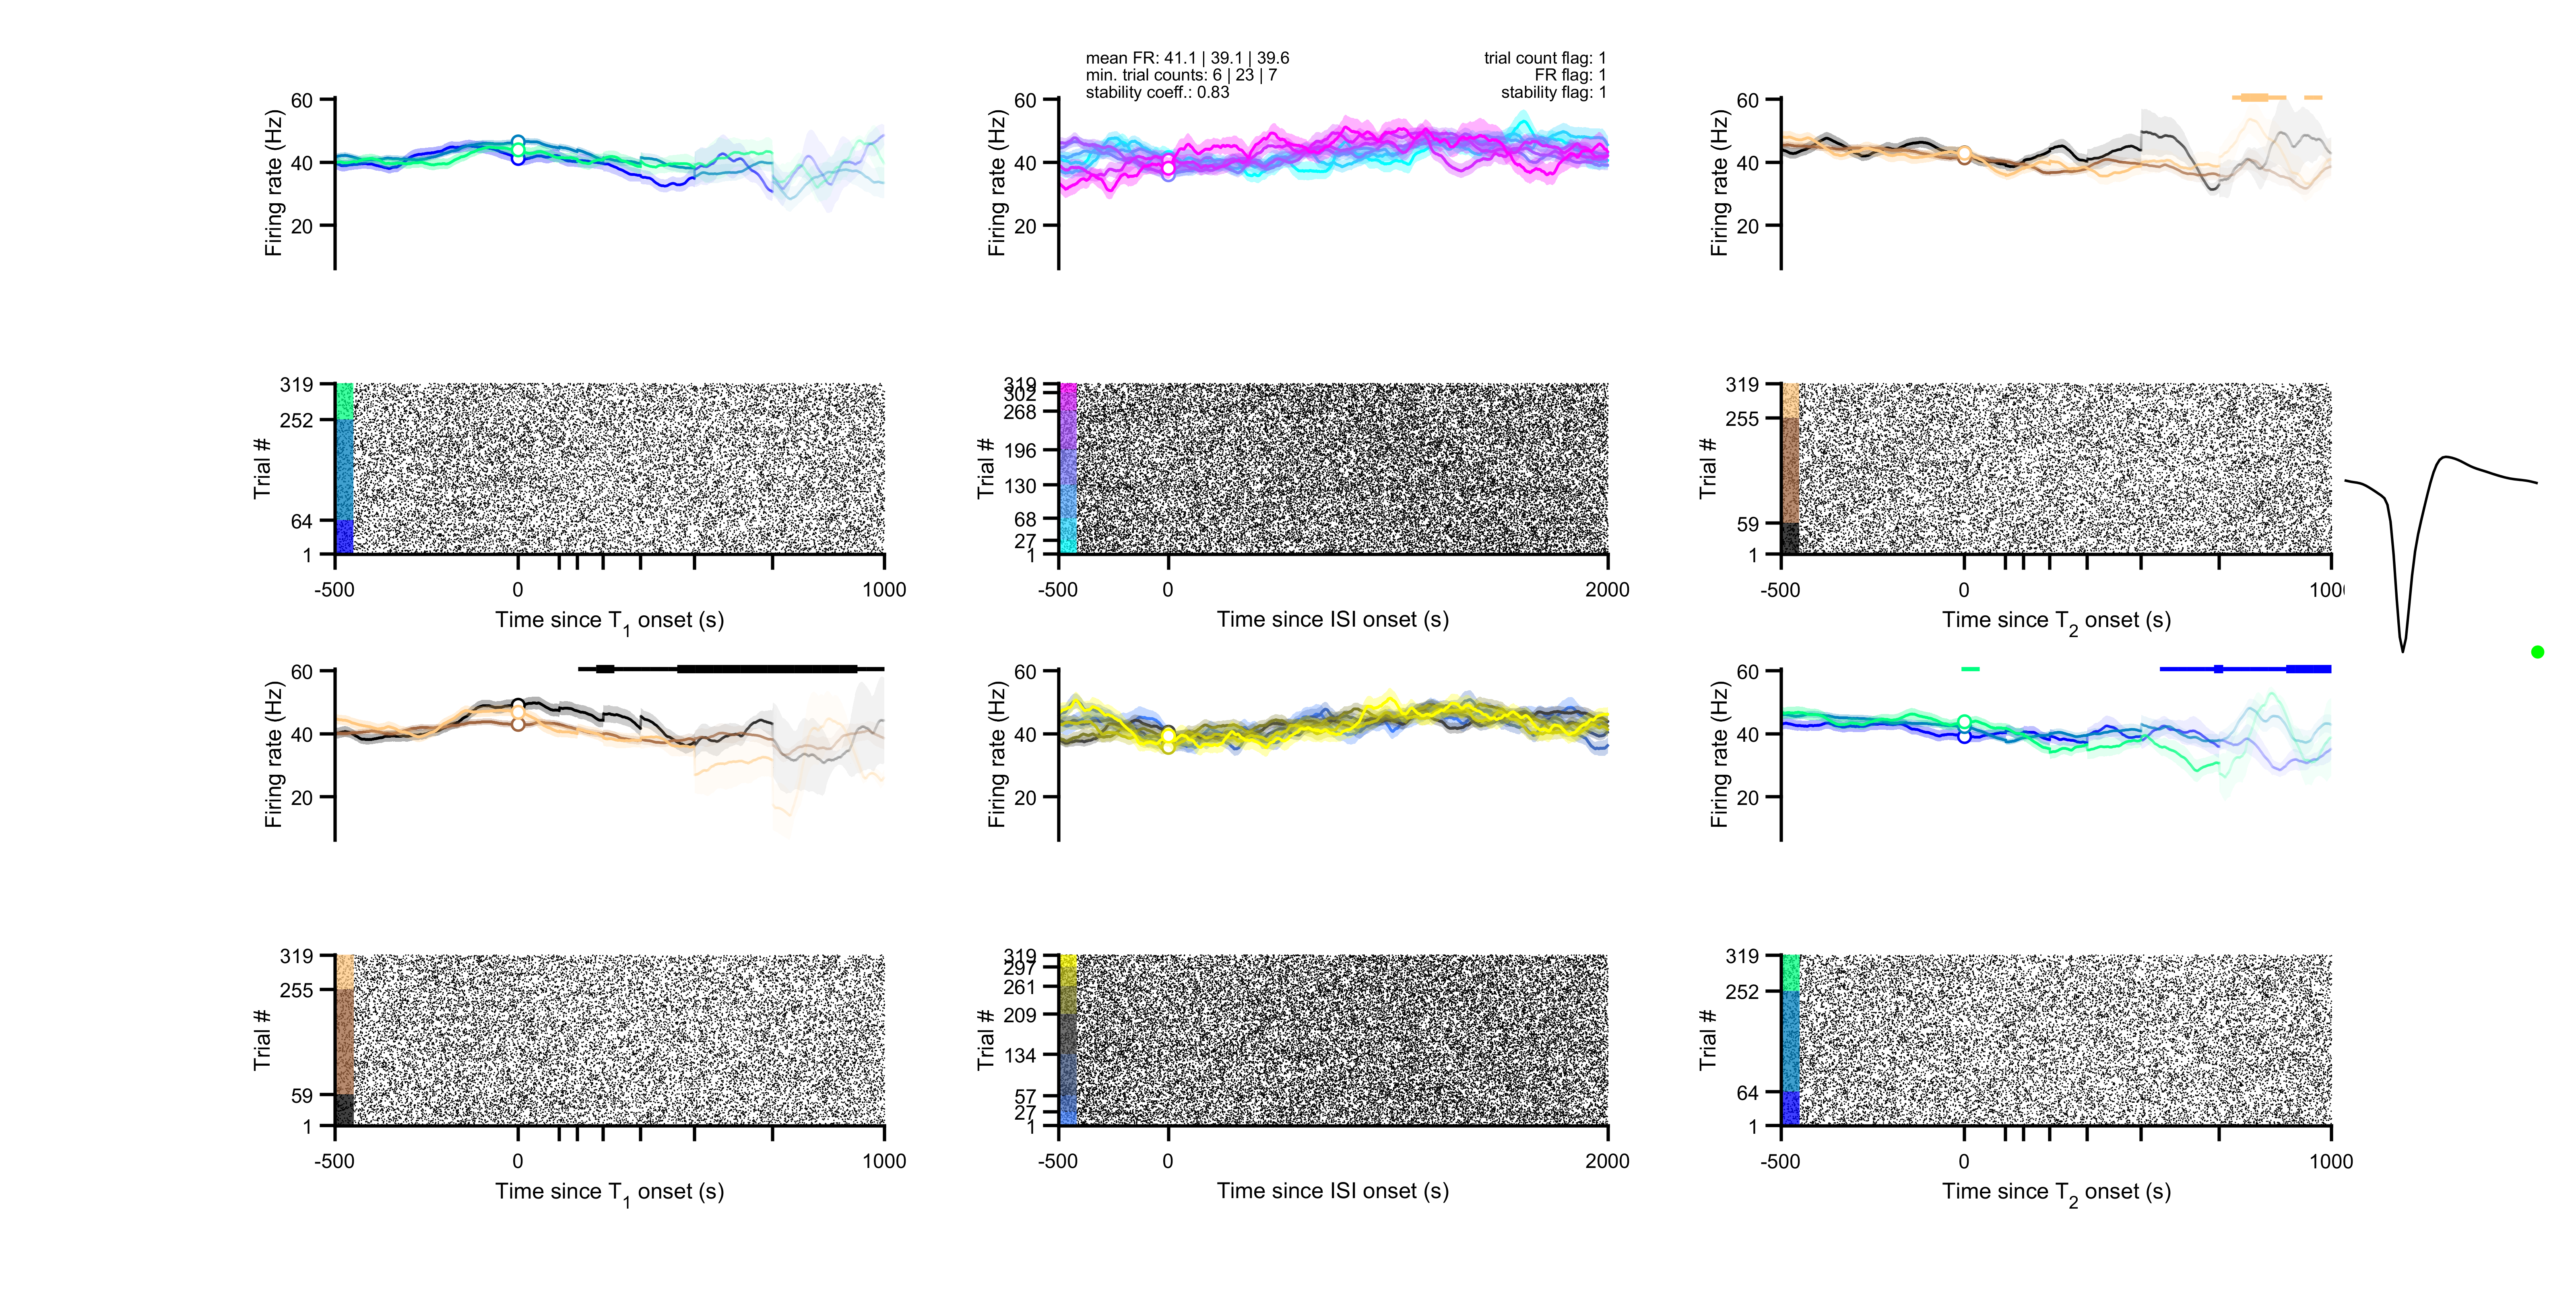 mean FR: 41.1 | 39.1 | 39.6
min. trial counts: 6 | 23 | 7
stability coeff.: 0.83
trial count flag: 1
FR flag: 1
stability flag: 1
60
40
20
Firing rate (Hz)
60
40
20
Firing rate (Hz)
60
40
20
Firing rate (Hz)
319
252
64
1
Trial #
-500
0
1000
Time since T1 onset (s)
319
302
268
196
130
68
27
1
Trial #
-500
0
2000
Time since ISI onset (s)
319
255
59
1
Trial #
-500
0
Time since T2 onset (s)
60
40
20
Firing rate (Hz)
60
40
20
Firing rate (Hz)
60
40
20
Firing rate (Hz)
319
255
59
1
Trial #
-500
0
1000
Time since T1 onset (s)
319
297
261
209
134
57
27
1
Trial #
-500
0
2000
Time since ISI onset (s)
319
252
64
1
Trial #
-500
0
1000
Time since T2 onset (s)